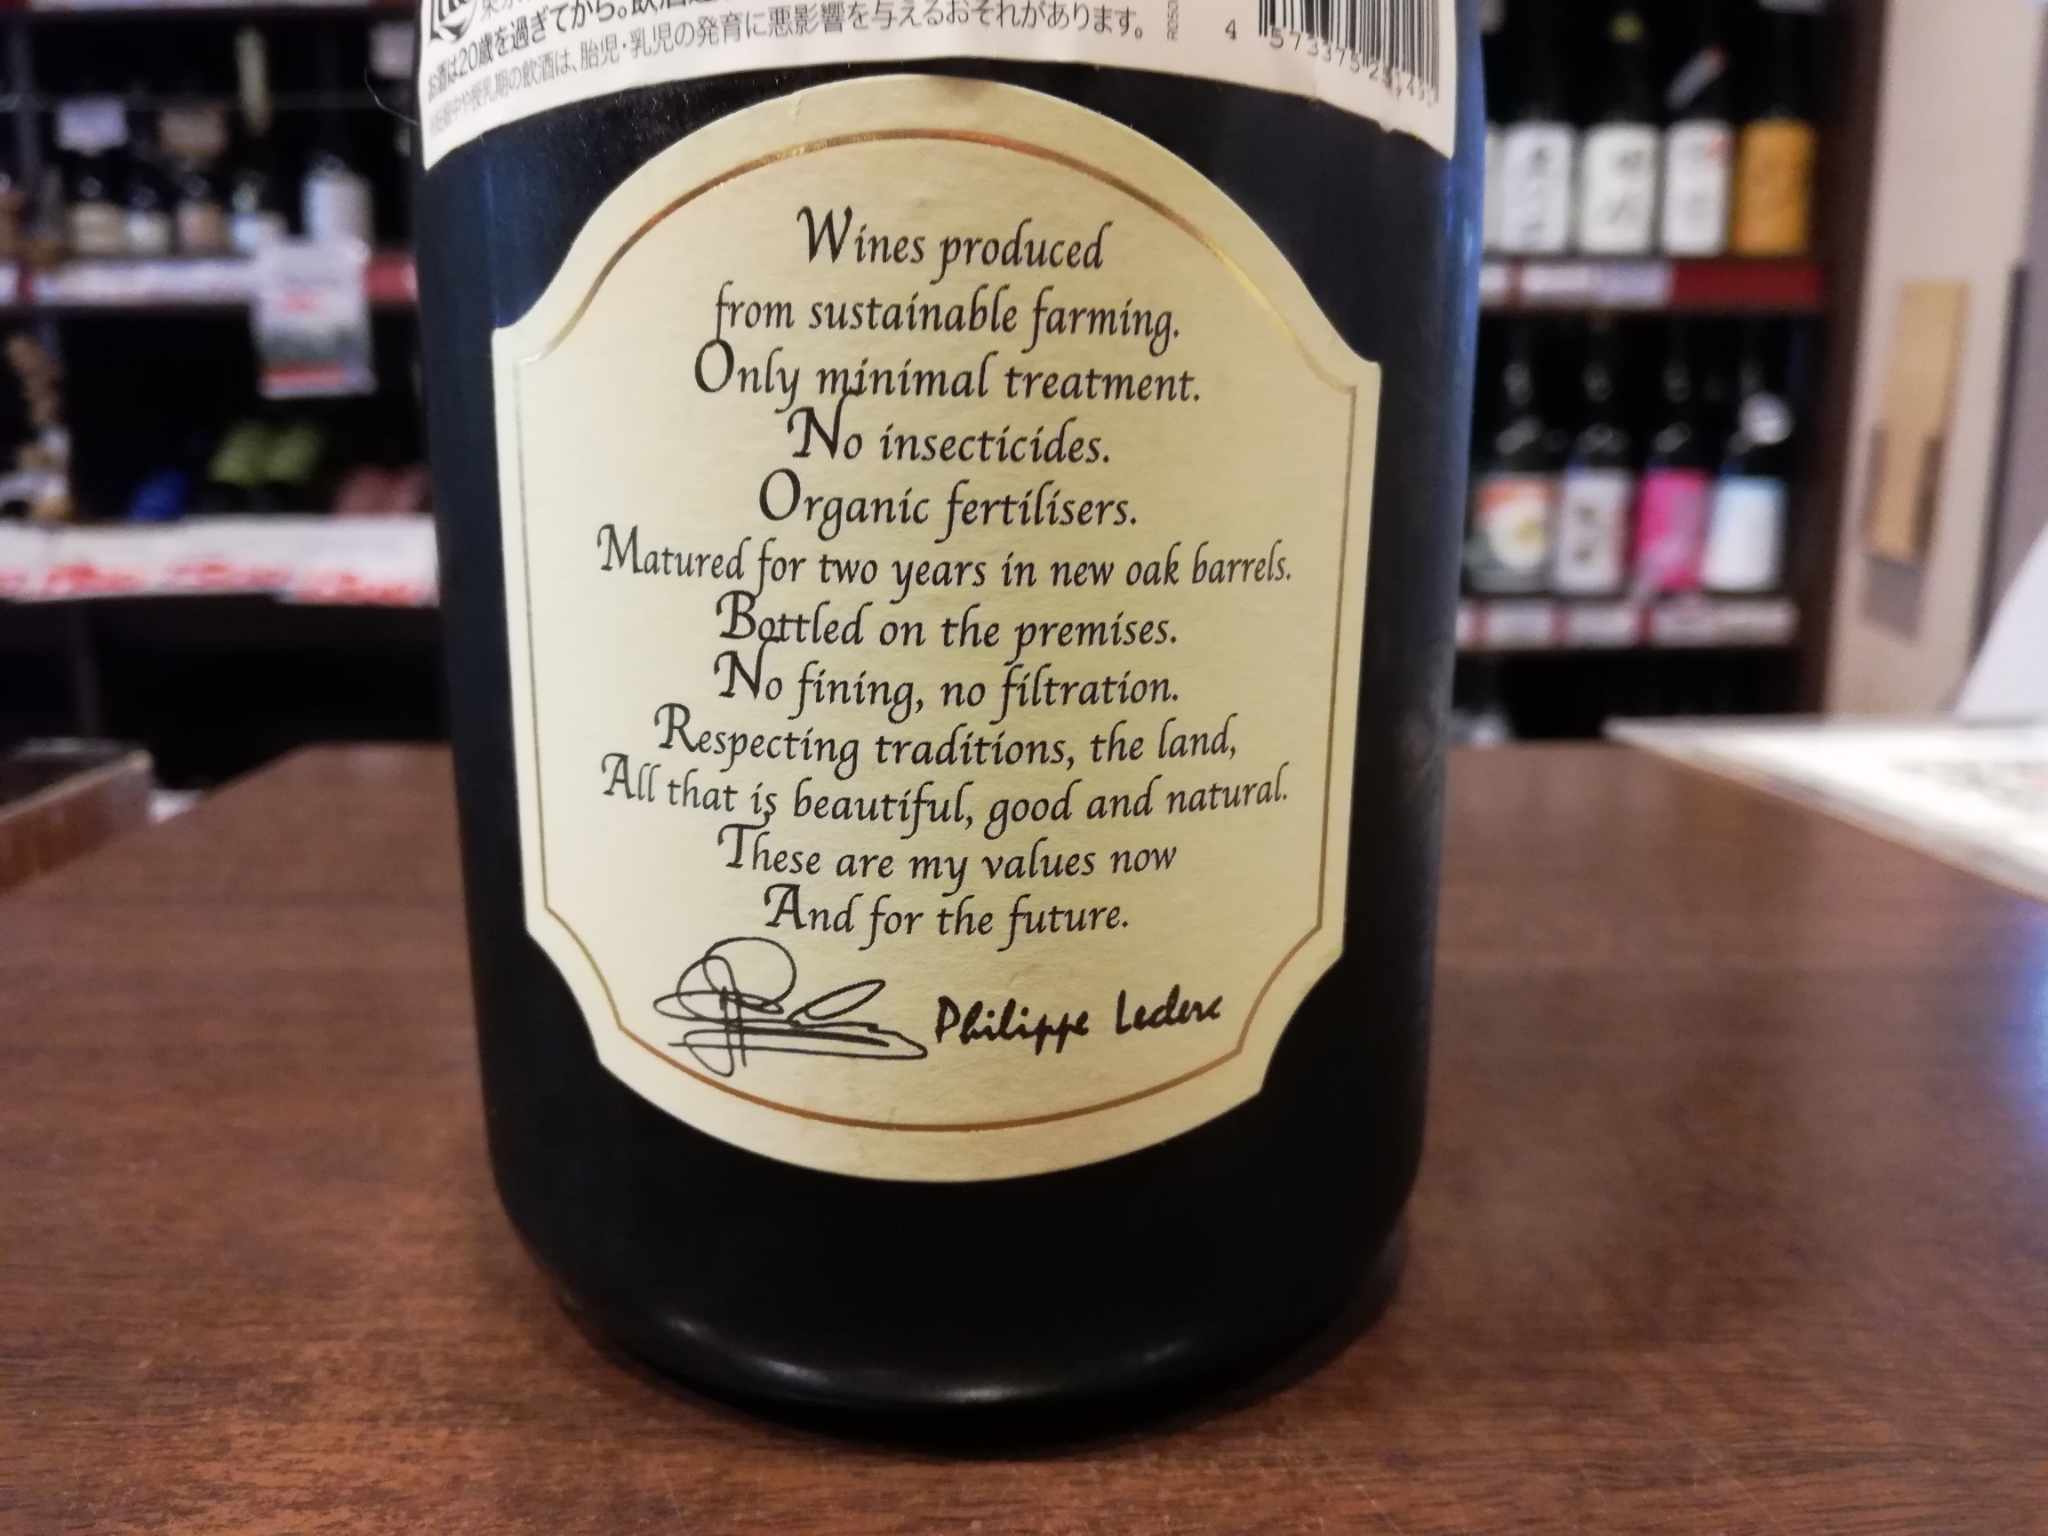 お酒は20歳を過ぎてから。飲酒
の飲酒は、胎児・乳児の発育に悪影響を与えるおそれがあります。
4
Wines produced
from sustainable farming.
Only minimal treatment.
No insecticides.
Organic fertilisers.
Matured for two years in new oak barrels.
Bottled on the premises.
No fining, no filtration.
Respecting traditions, the land,
All that is beautiful, good and natural.
These are my values now
And for the future.
Philippe Leclerc